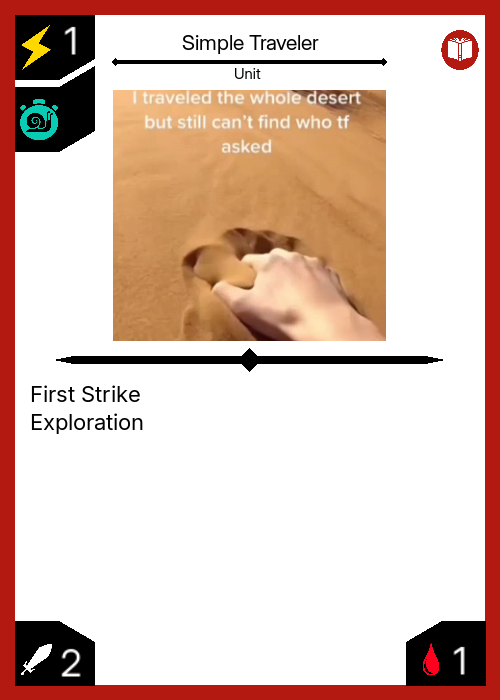 1
Simple Traveler
Unit
I traveled the whole desert
but still can't find who tf
asked
First Strike
Exploration
2
1